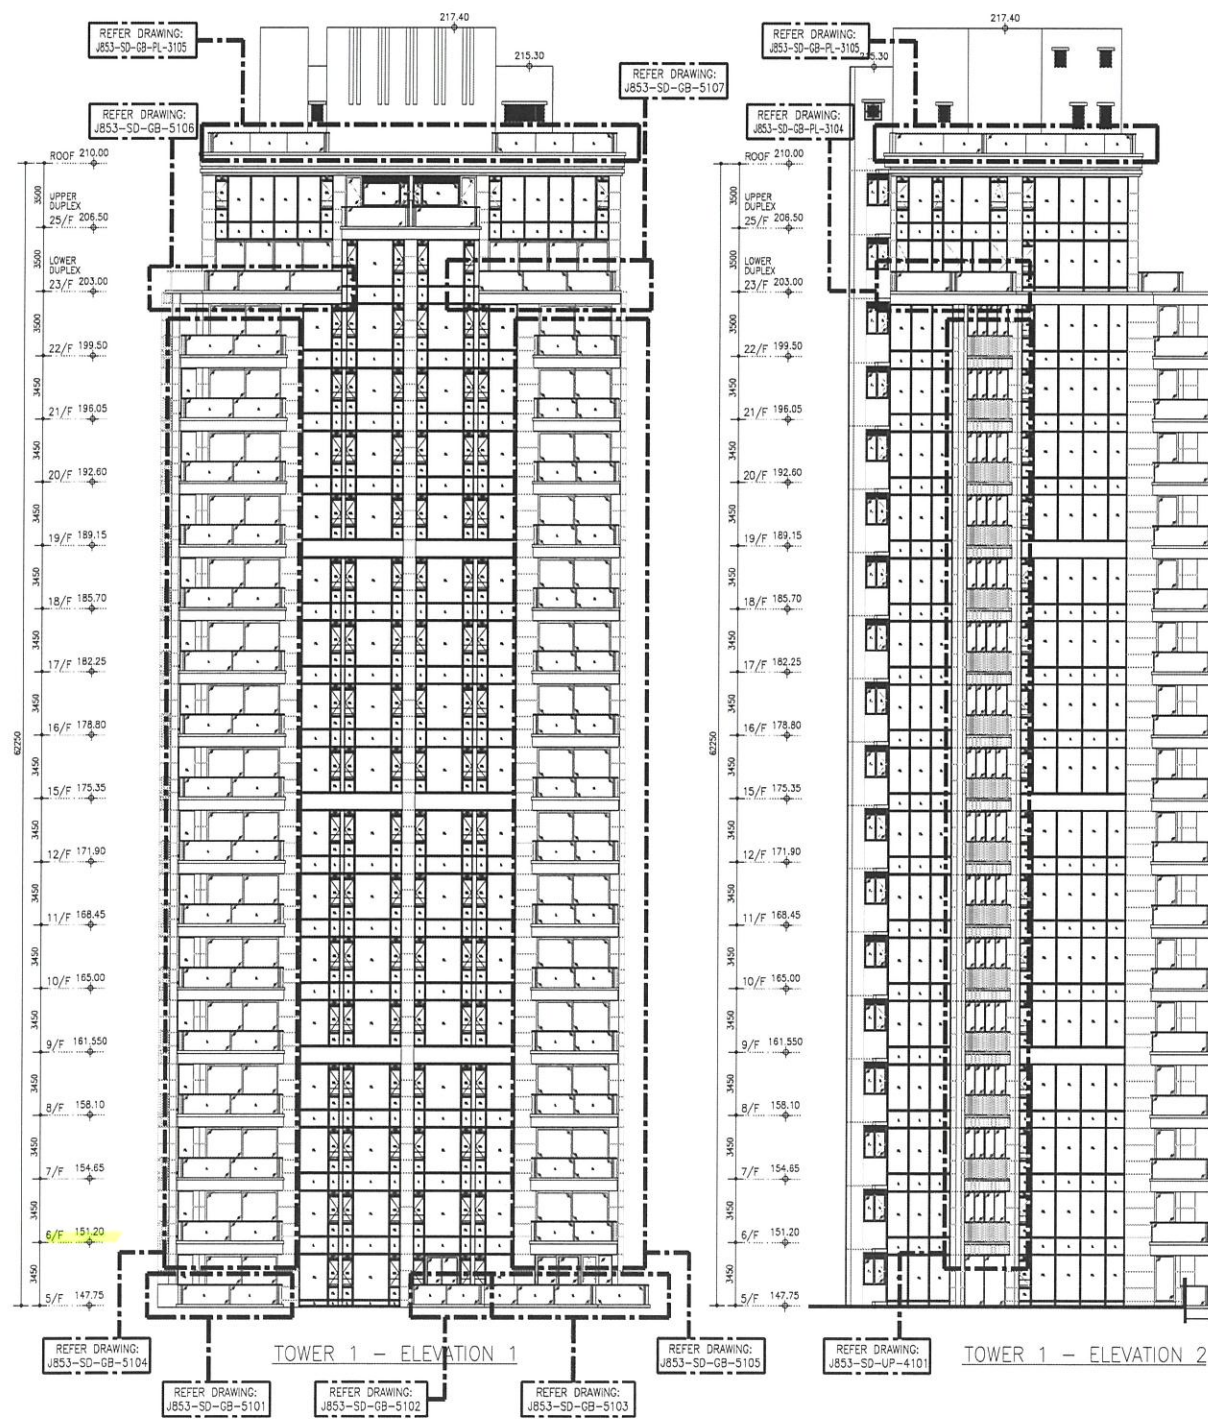 217.40
REFER DRAWING:
J853-SD-GB-PL-3105
215.30
REFER DRAWING:
J853-SD-GB-5107
REFER DRAWING:
J853-SD-GB-5106
ROOF 210.00
3500
UPPER
DUPLEX
25/F 206.50
3500
LOWER
DUPLEX
23/F 203.00
3500
22/F 199.50
3450
21/F 196.05
3450
20/F 192.60
3450
19/F 189.15
3450
18/F 185.70
3450
17/F 182.25
3450
16/F 178.80
62250
3450
15/F 175.35
3450
12/F 171.90
3450
11/F 168.45
3450
10/F 165.00
3450
9/F 161.550
3450
8/F 158.10
3450
7/F 154.65
3450
6/F 151.20
3450
5/F 147.75
REFER DRAWING:
J853-SD-GB-5104
TOWER 1 - ELEVATION 1
REFER DRAWING:
J853-SD-GB-5105
REFER DRAWING:
J853-SD-GB-5101
REFER DRAWING:
J853-SD-GB-5102
REFER DRAWING:
J853-SD-GB-5103
217.40
REFER DRAWING:
J853-SD-GB-PL-3105
REFER DRAWING:
J853-SD-GB-PL-3104
ROOF 210.00
3500
UPPER
DUPLEX
25/F 206.50
3500
LOWER
DUPLEX
23/F 203.00
3500
22/F 199.50
3450
21/F 196.05
3450
20/F 192.60
3450
19/F 189.15
3450
18/F 185.70
3450
17/F 182.25
3450
16/F 178.80
62250
3450
15/F 175.35
3450
12/F 171.90
3450
11/F 168.45
3450
10/F 165.00
3450
9/F 161.550
3450
8/F 158.10
3450
7/F 154.65
3450
6/F 151.20
3450
5/F 147.75
REFER DRAWING:
J853-SD-UP-4101
TOWER 1 - ELEVATION 2